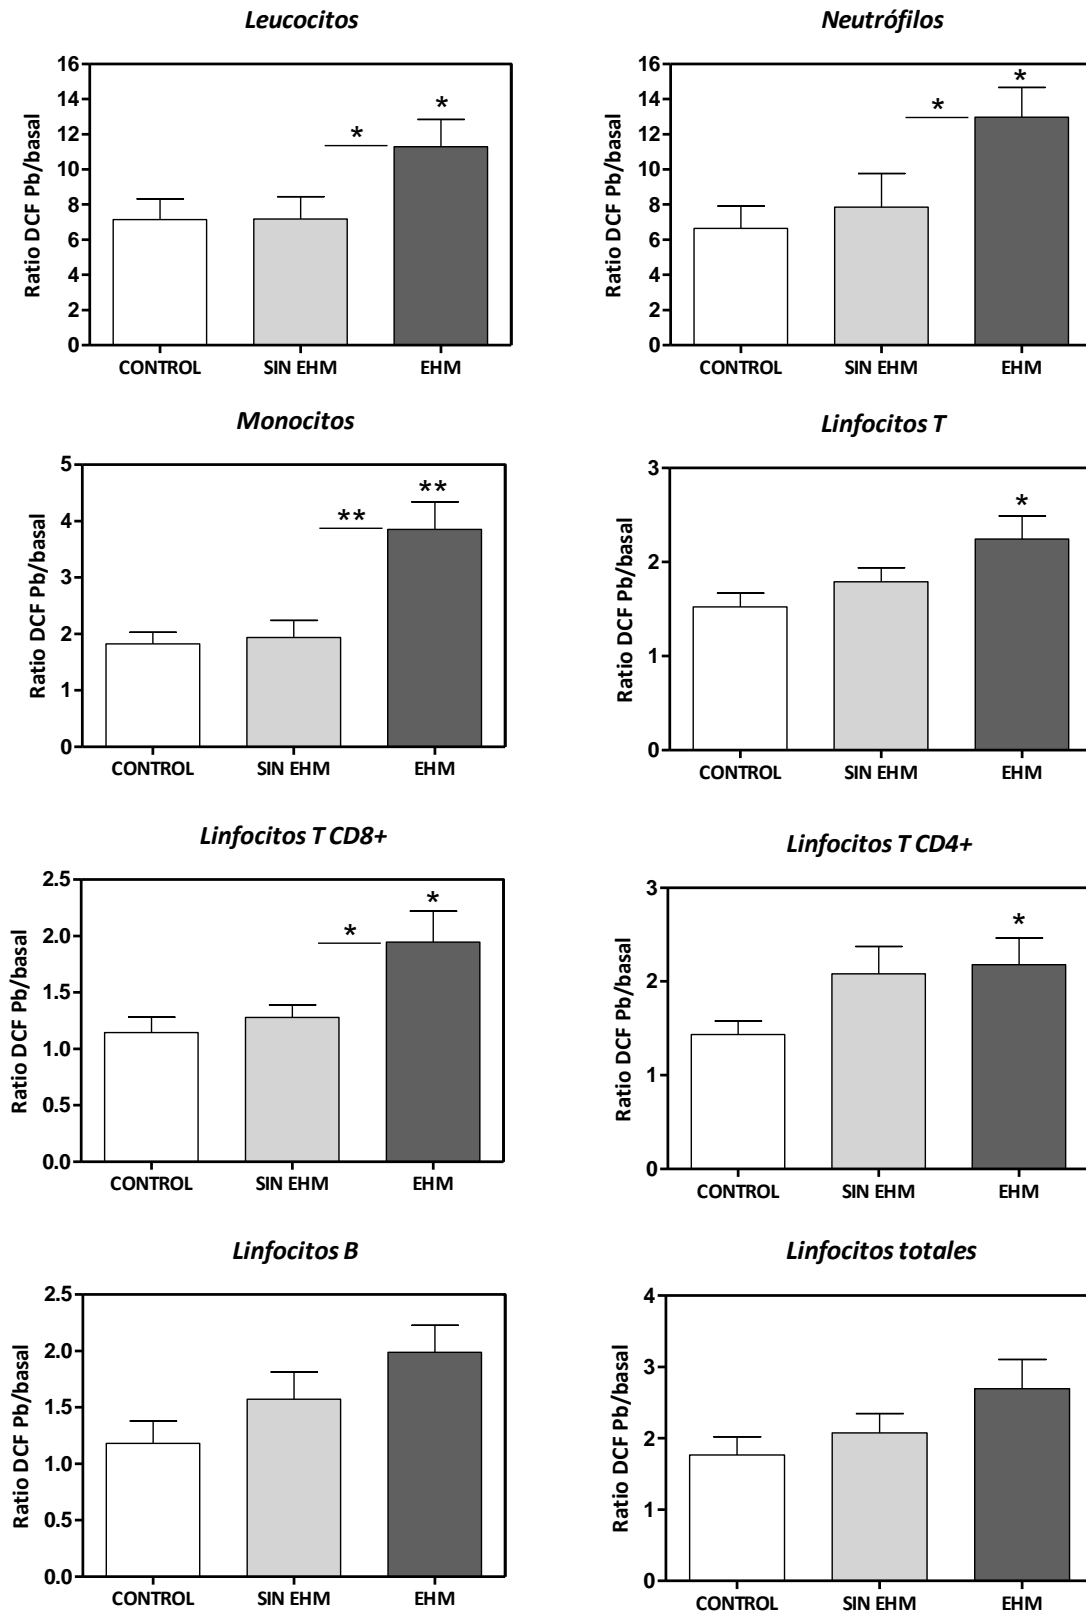 Leucocitos
Ratio DCF Pb/basal
16
14
12
10
8
6
4
2
0
*
*
CONTROL SIN EHM EHM
Neutrófilos
Ratio DCF Pb/basal
16
14
12
10
8
6
4
2
0
*
*
CONTROL SIN EHM EHM
Monocitos
Ratio DCF Pb/basal
5
4
3
2
1
0
**
**
CONTROL SIN EHM EHM
Linfocitos T
Ratio DCF Pb/basal
3
2
1
0
*
CONTROL SIN EHM EHM
Linfocitos T CD8+
Ratio DCF Pb/basal
2.5
2.0
1.5
1.0
0.5
0.0
*
*
CONTROL SIN EHM EHM
Linfocitos T CD4+
Ratio DCF Pb/basal
3
2
1
0
*
CONTROL SIN EHM EHM
Linfocitos B
Ratio DCF Pb/basal
2.5
2.0
1.5
1.0
0.5
0.0
CONTROL SIN EHM EHM
Linfocitos totales
Ratio DCF Pb/basal
4
3
2
1
0
CONTROL SIN EHM EHM